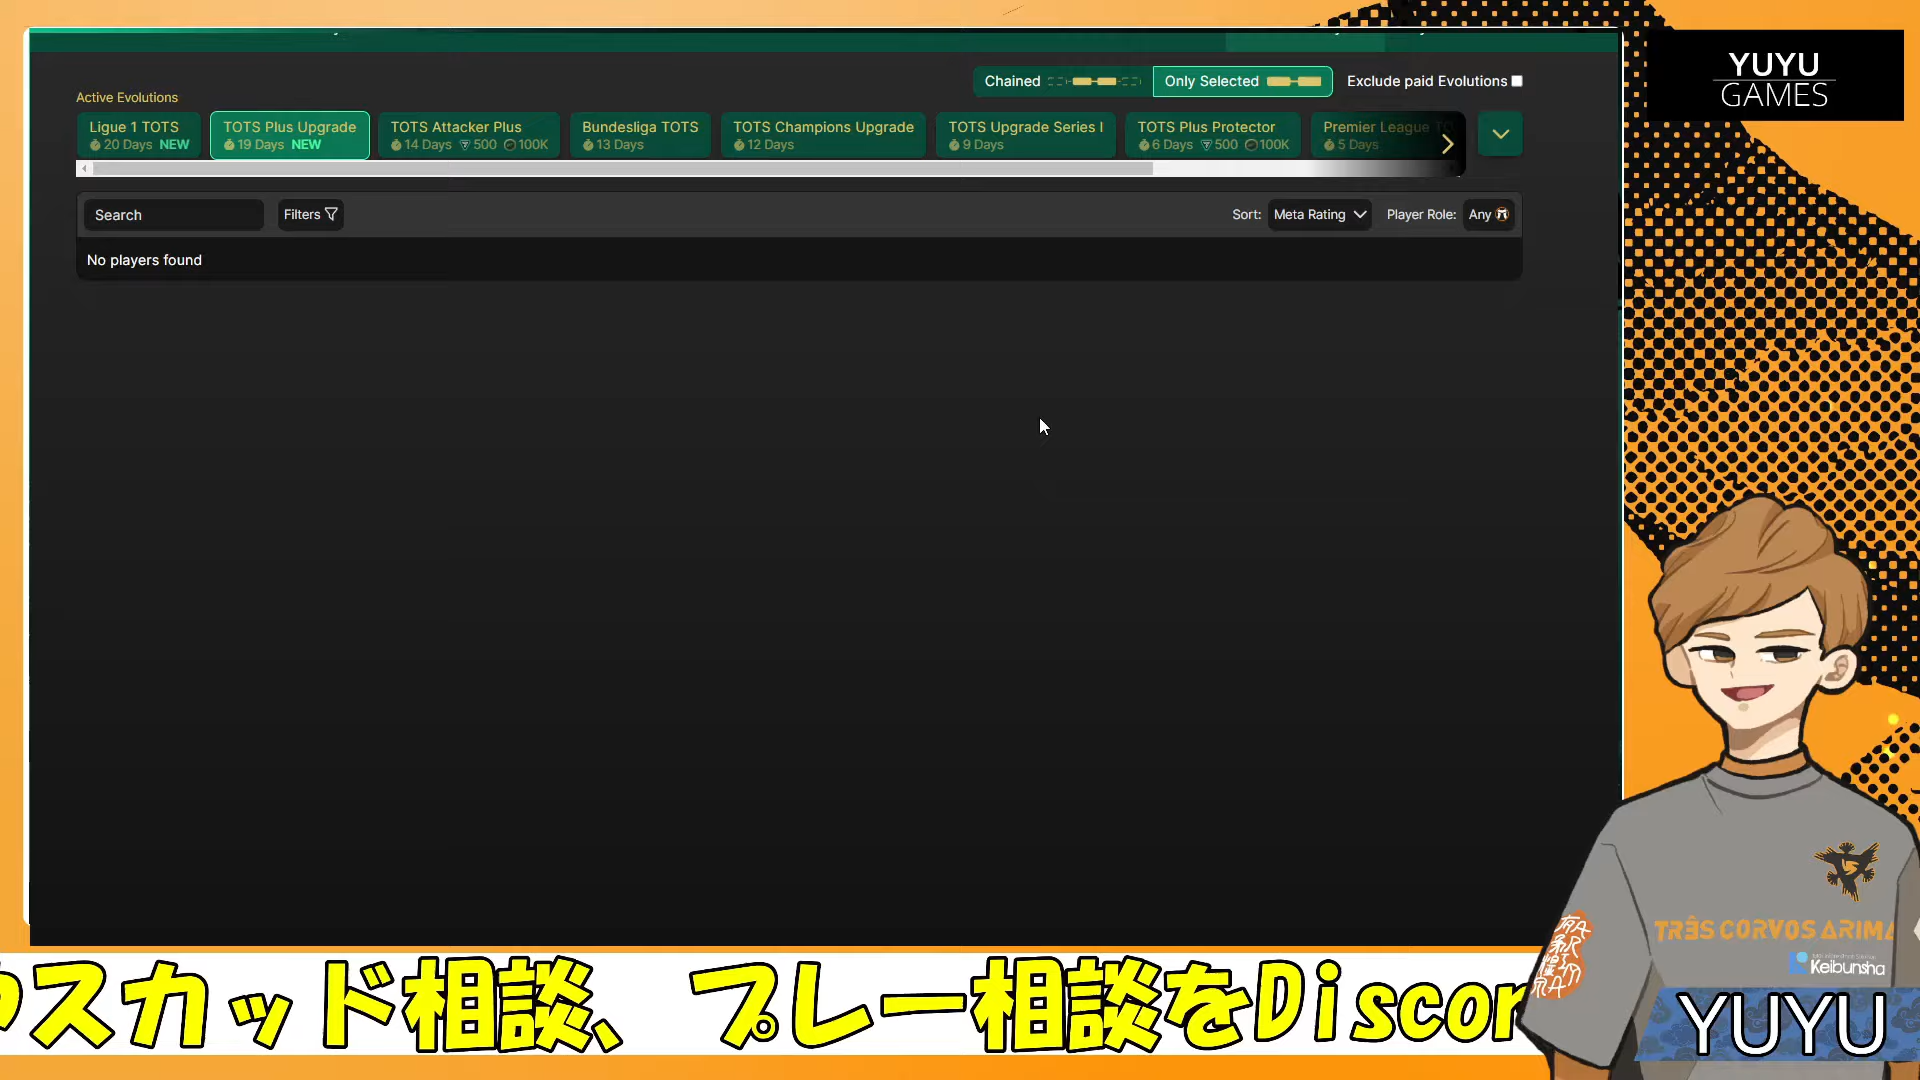 Chained
Only Selected
Exclude paid Evolutions
Active Evolutions
Ligue 1 TOTS
20 Days NEW
TOTS Plus Upgrade
19 Days NEW
TOTS Attacker Plus
14 Days 500 100K
Bundesliga TOTS
13 Days
TOTS Champions Upgrade
12 Days
TOTS Upgrade Series I
9 Days
TOTS Plus Protector
6 Days 500 100K
Premier League
5 Days
Search
Filters
Sort: Meta Rating
Player Role: Any
No players found
YUYU
GAMES
TRÊS CORVOS ARIMA
Keibunsha
スカッド相談、プレー相談をDiscor
YUYU